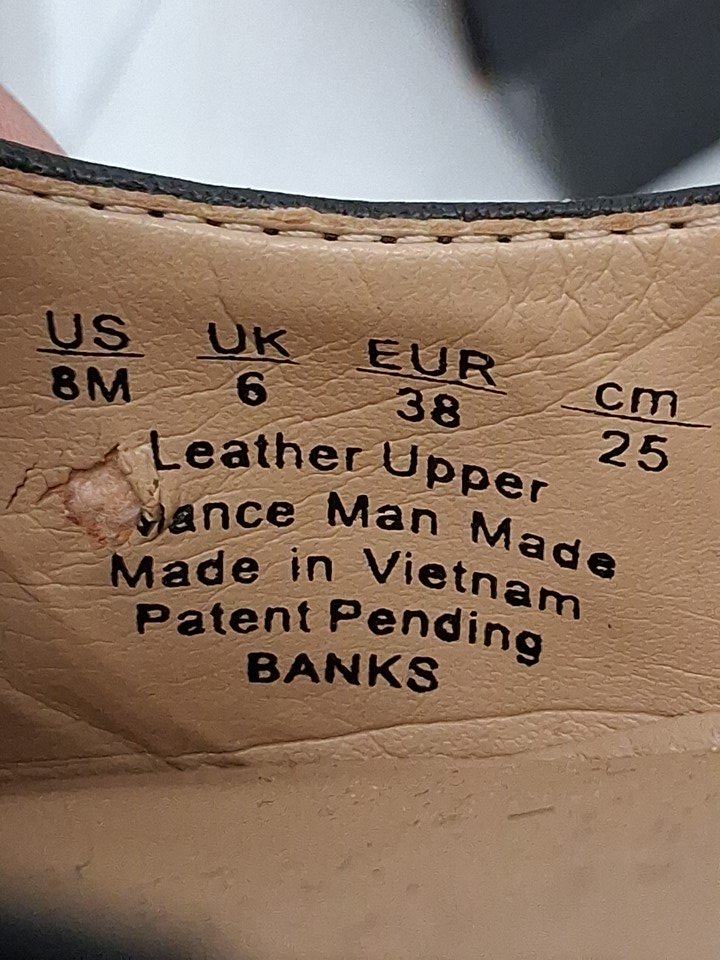 US UK EUR cm
8M 6 38 25
Leather Upper
Man Made
Made in Vietnam
Patent Pending
BANKS